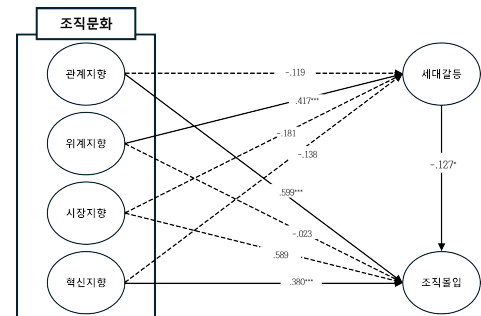 조직문화
관계지향
위계지향
시장지향
혁신지향
세대갈등
조직몰입
-.119
.417***
-.181
-.138
.599***
-.023
.589
.380***
-.127*